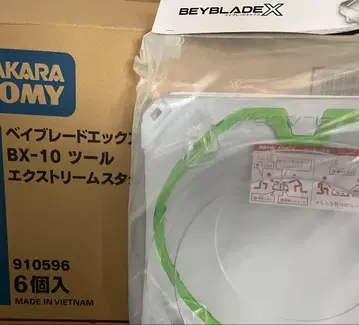 AKARA
OMY
ベイブレードエック
BX-10 ツール
エクストリームスタ
910596
6個入
MADE IN VIETNAM
BEYBLADE X